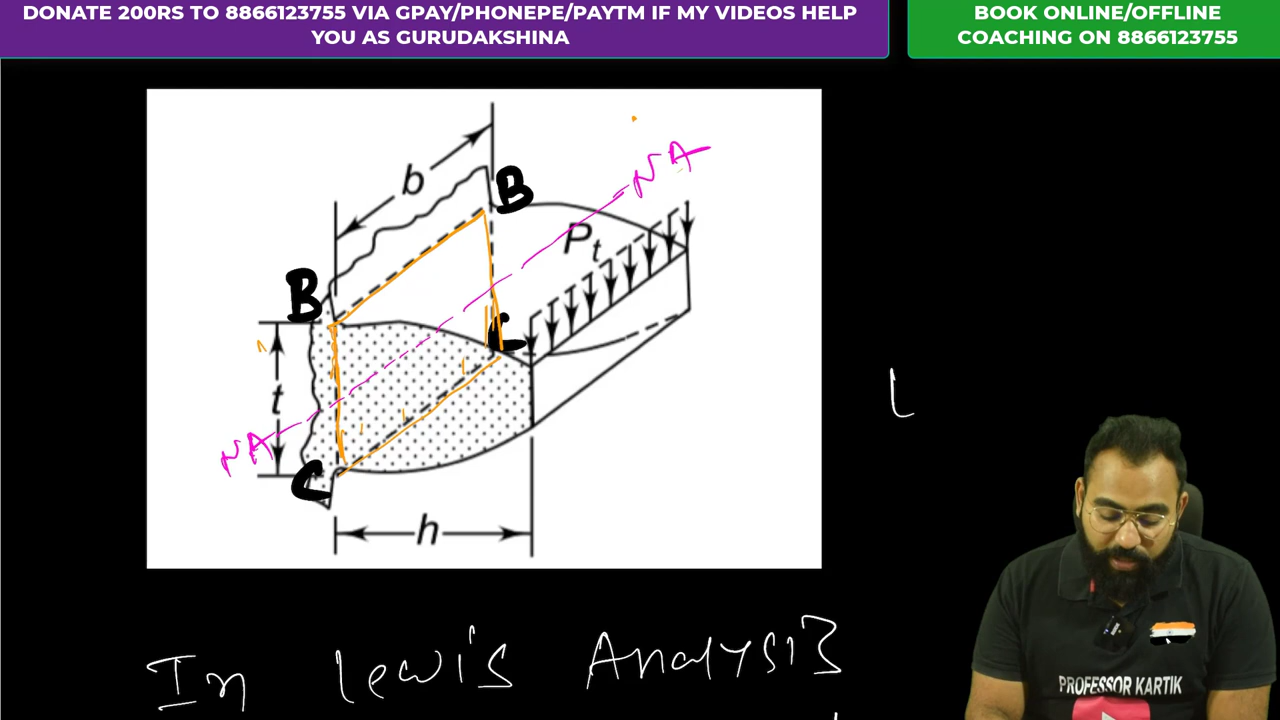 DONATE 200RS TO 8866123755 VIA GPAY/PHONEPE/PAYTM IF MY VIDEOS HELP
YOU AS GURUDAKSHINA
BOOK ONLINE/OFFLINE
COACHING ON 8866123755
b
B
NA
Pt
B
C
t
NA
C
h
In Lewis Analysis
PROFESSOR KARTIK